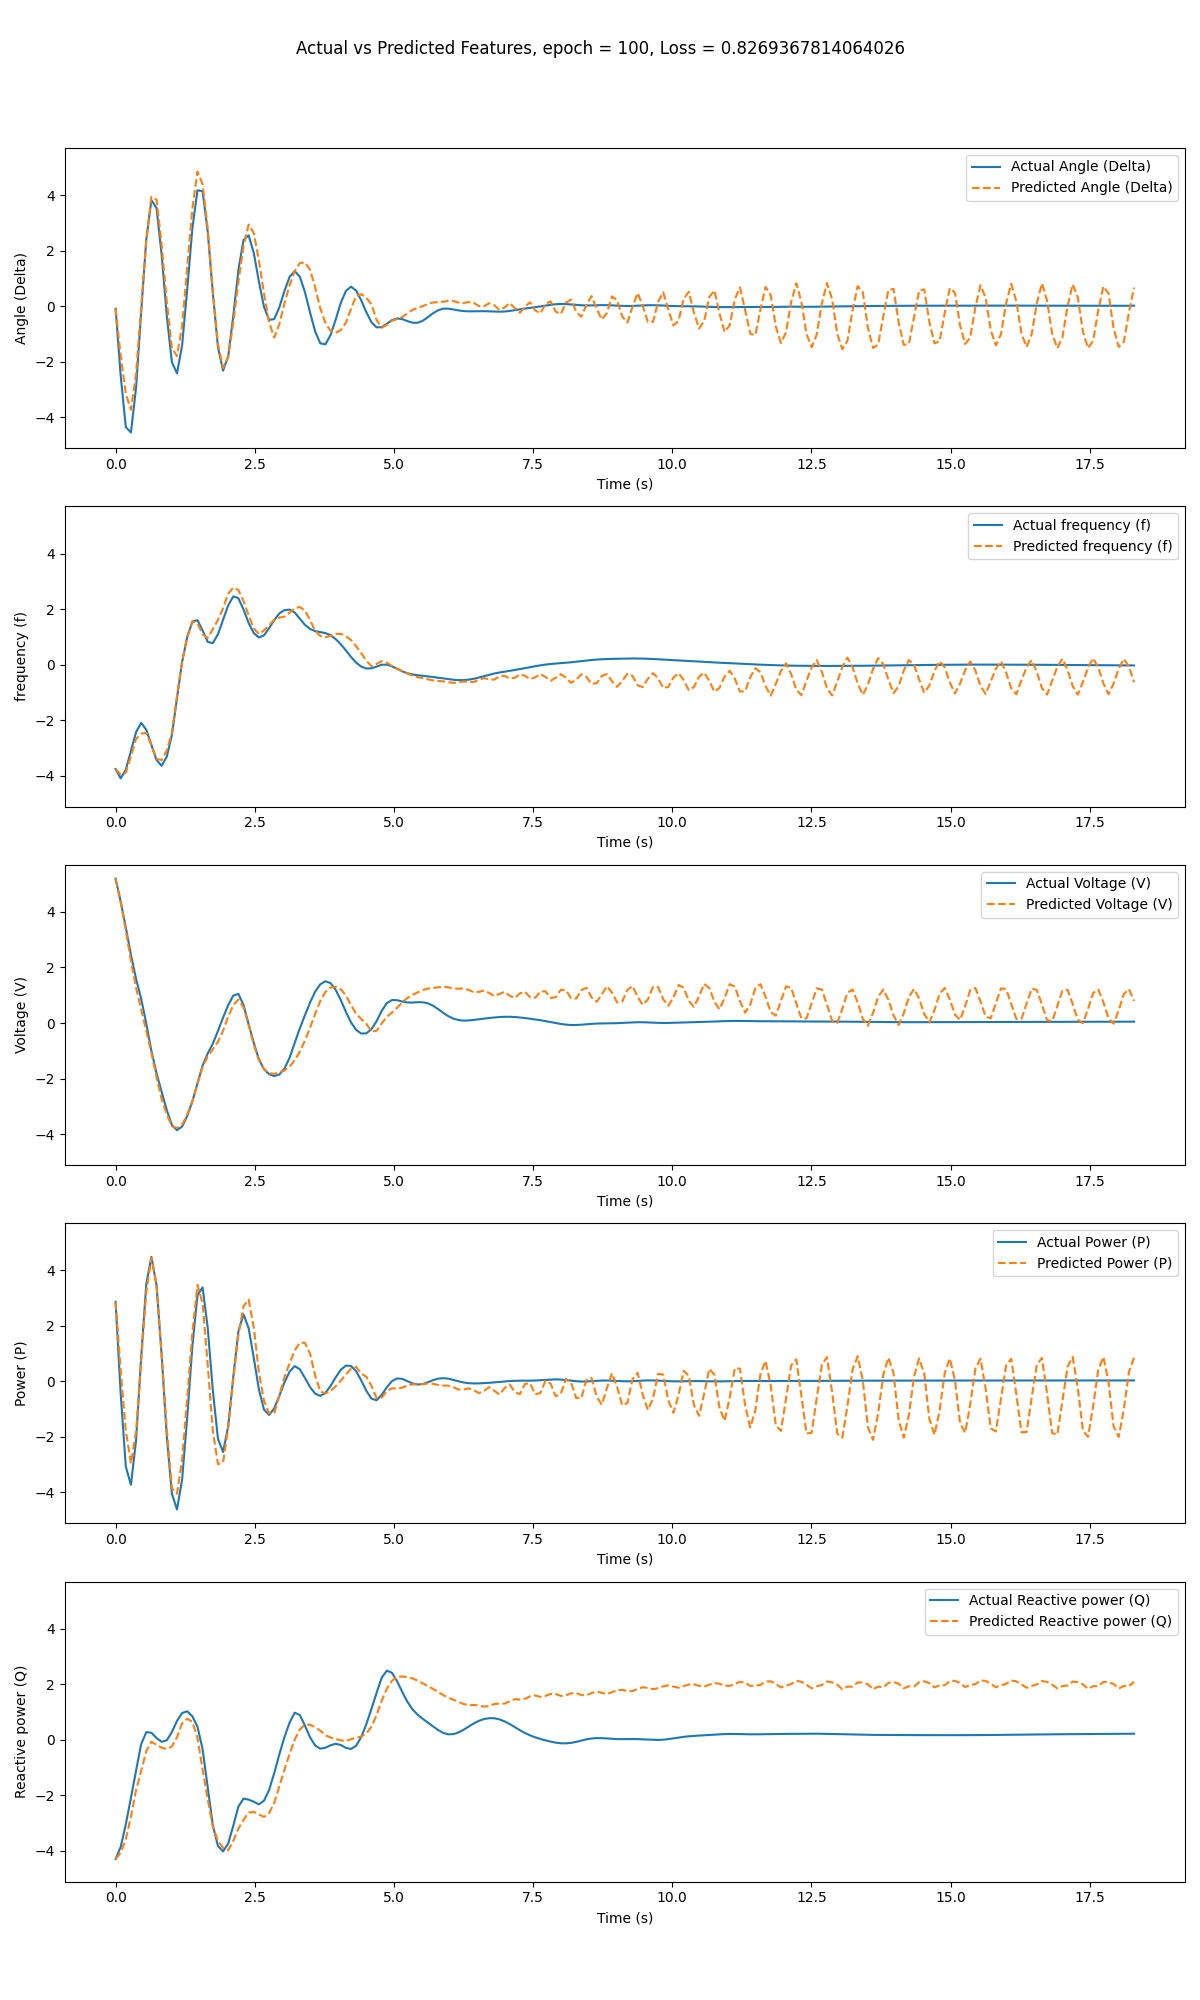 Actual vs Predicted Features, epoch = 100, Loss = 0.8269367814064026
Actual Angle (Delta)
Predicted Angle (Delta)
Angle (Delta)
4
2
0
−2
−4
0.0 2.5 5.0 7.5 10.0 12.5 15.0 17.5
Time (s)
Actual frequency (f)
Predicted frequency (f)
frequency (f)
4
2
0
−2
−4
0.0 2.5 5.0 7.5 10.0 12.5 15.0 17.5
Time (s)
Actual Voltage (V)
Predicted Voltage (V)
Voltage (V)
4
2
0
−2
−4
0.0 2.5 5.0 7.5 10.0 12.5 15.0 17.5
Time (s)
Actual Power (P)
Predicted Power (P)
Power (P)
4
2
0
−2
−4
0.0 2.5 5.0 7.5 10.0 12.5 15.0 17.5
Time (s)
Actual Reactive power (Q)
Predicted Reactive power (Q)
Reactive power (Q)
4
2
0
−2
−4
0.0 2.5 5.0 7.5 10.0 12.5 15.0 17.5
Time (s)